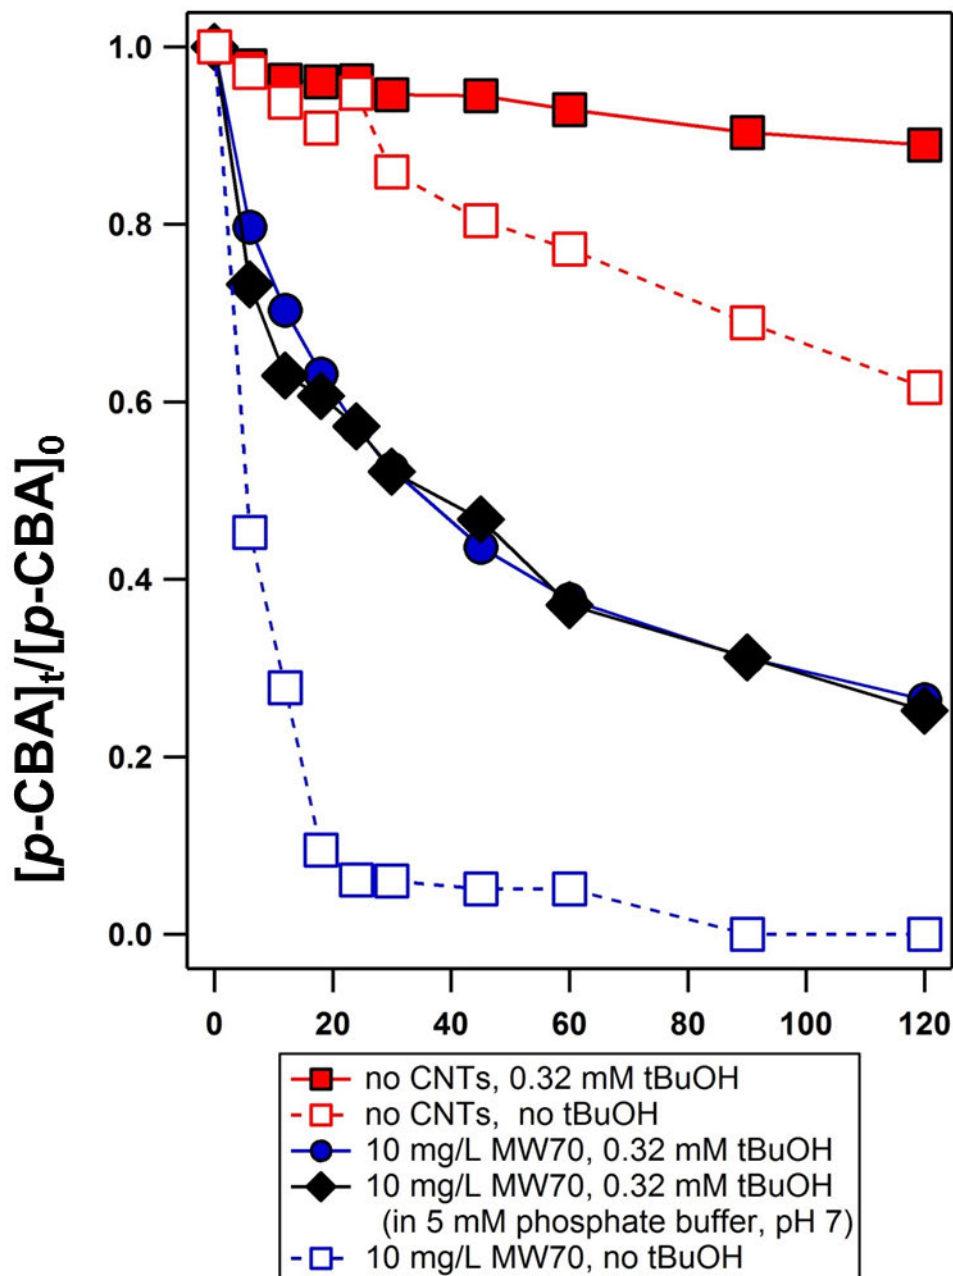 [p-CBA]t/[p-CBA]0
1.0
0.8
0.6
0.4
0.2
0.0
0 20 40 60 80 100 120
no CNTs, 0.32 mM tBuOH
no CNTs, no tBuOH
10 mg/L MW70, 0.32 mM tBuOH
10 mg/L MW70, 0.32 mM tBuOH
(in 5 mM phosphate buffer, pH 7)
10 mg/L MW70, no tBuOH